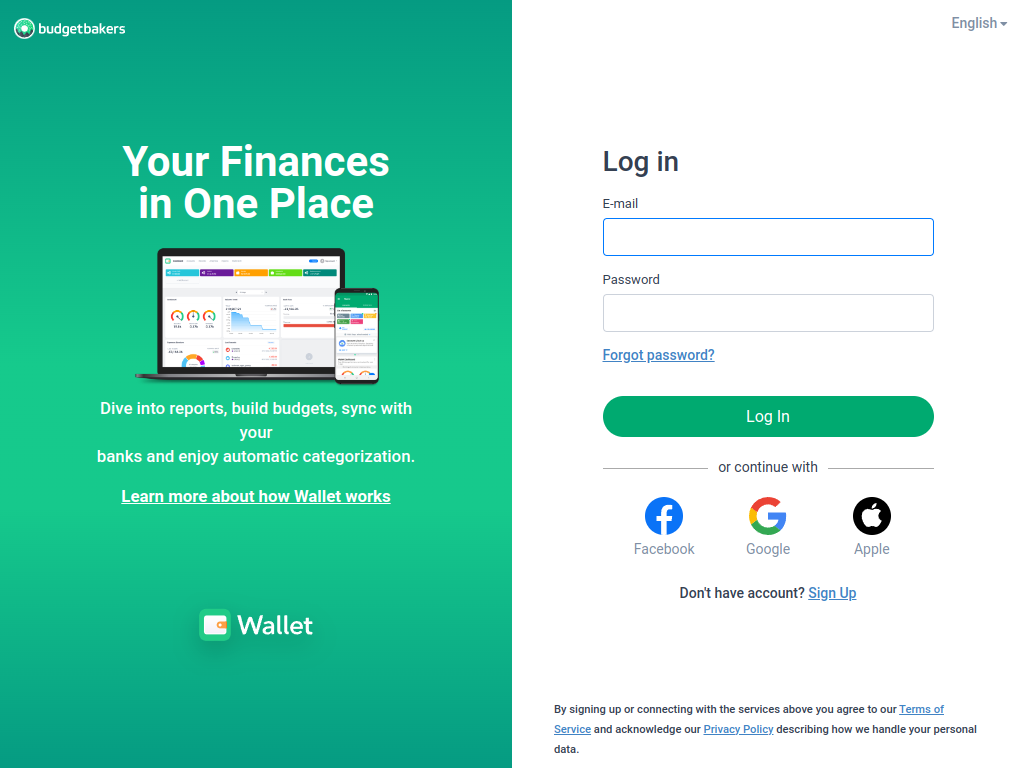 budgetbakers
English
Your Finances
in One Place
Dive into reports, build budgets, sync with
your
banks and enjoy automatic categorization.
Learn more about how Wallet works
Wallet
Log in
E-mail
Password
Forgot password?
Log In
or continue with
Facebook Google Apple
Don't have account? Sign Up
By signing up or connecting with the services above you agree to our Terms of
Service and acknowledge our Privacy Policy describing how we handle your personal
data.